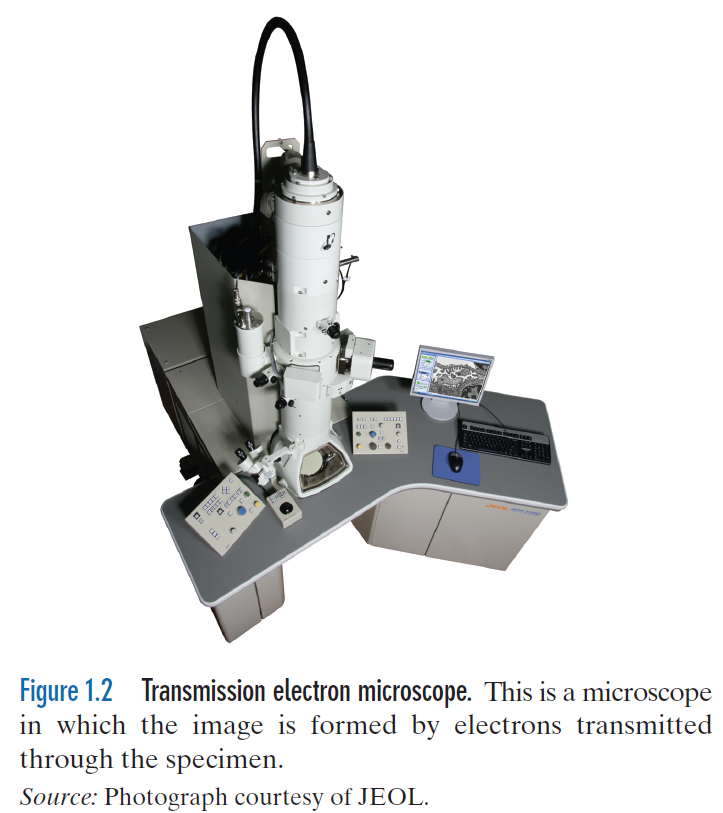 JEOL
Figure 1.2 Transmission electron microscope. This is a microscope
in which the image is formed by electrons transmitted
through the specimen.
Source: Photograph courtesy of JEOL.